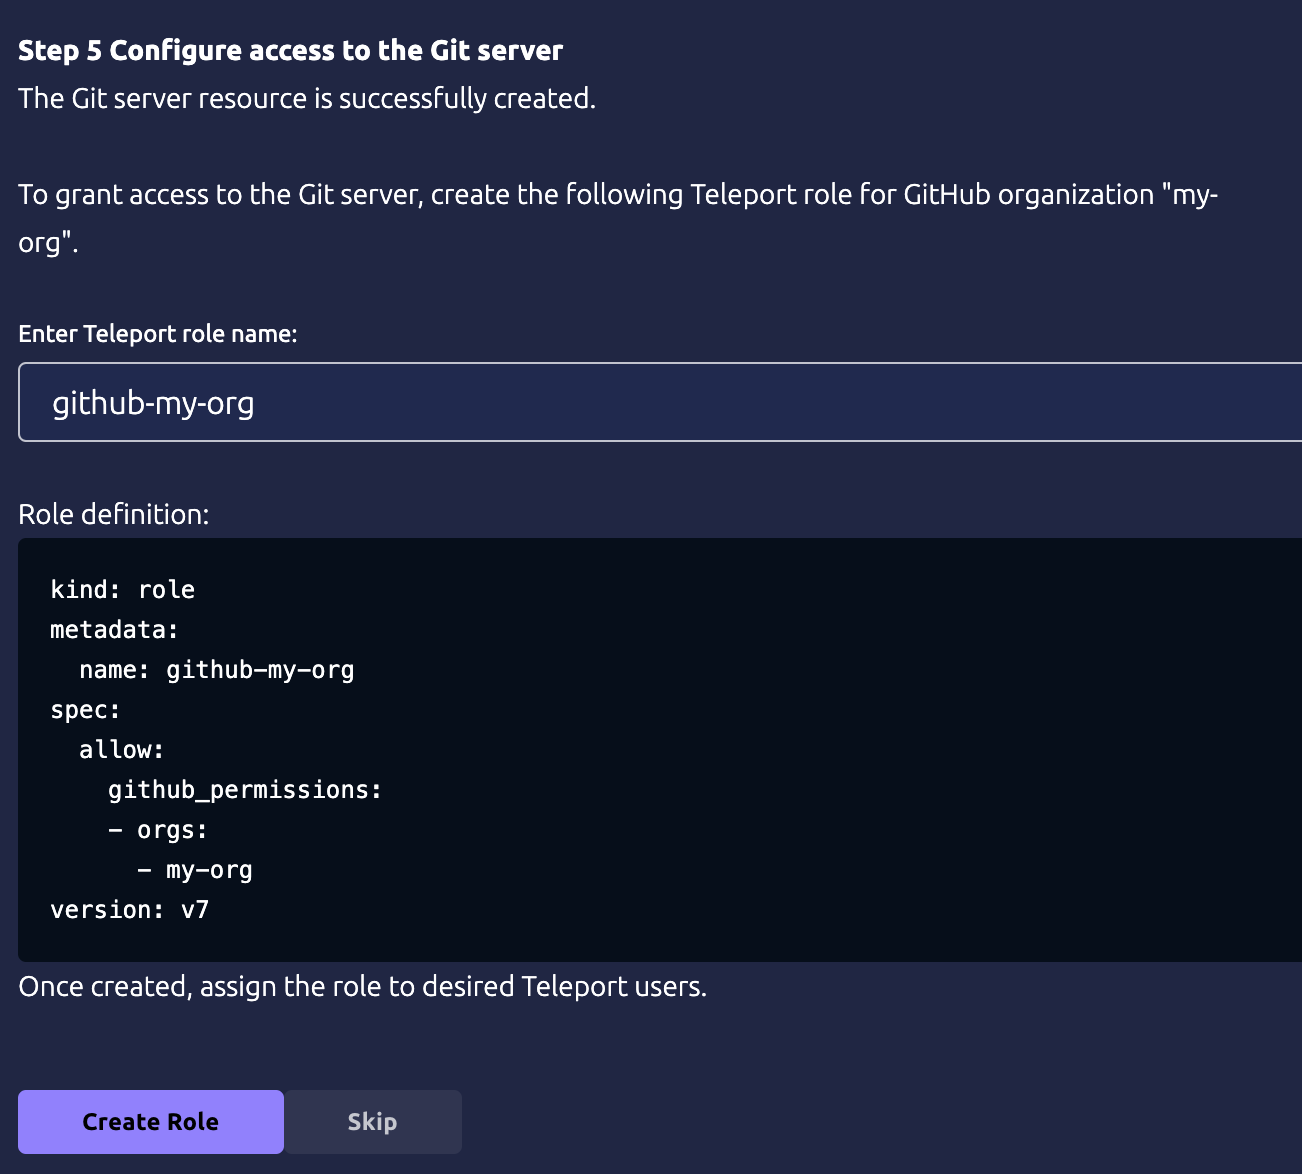 Step 5 Configure access to the Git server
The Git server resource is successfully created.
To grant access to the Git server, create the following Teleport role for GitHub organization "my-
org".
Enter Teleport role name:
github-my-org
Role definition:
kind: role
metadata:
  name: github-my-org
spec:
  allow:
    github_permissions:
    - orgs:
      - my-org
version: v7
Once created, assign the role to desired Teleport users.
Create Role Skip